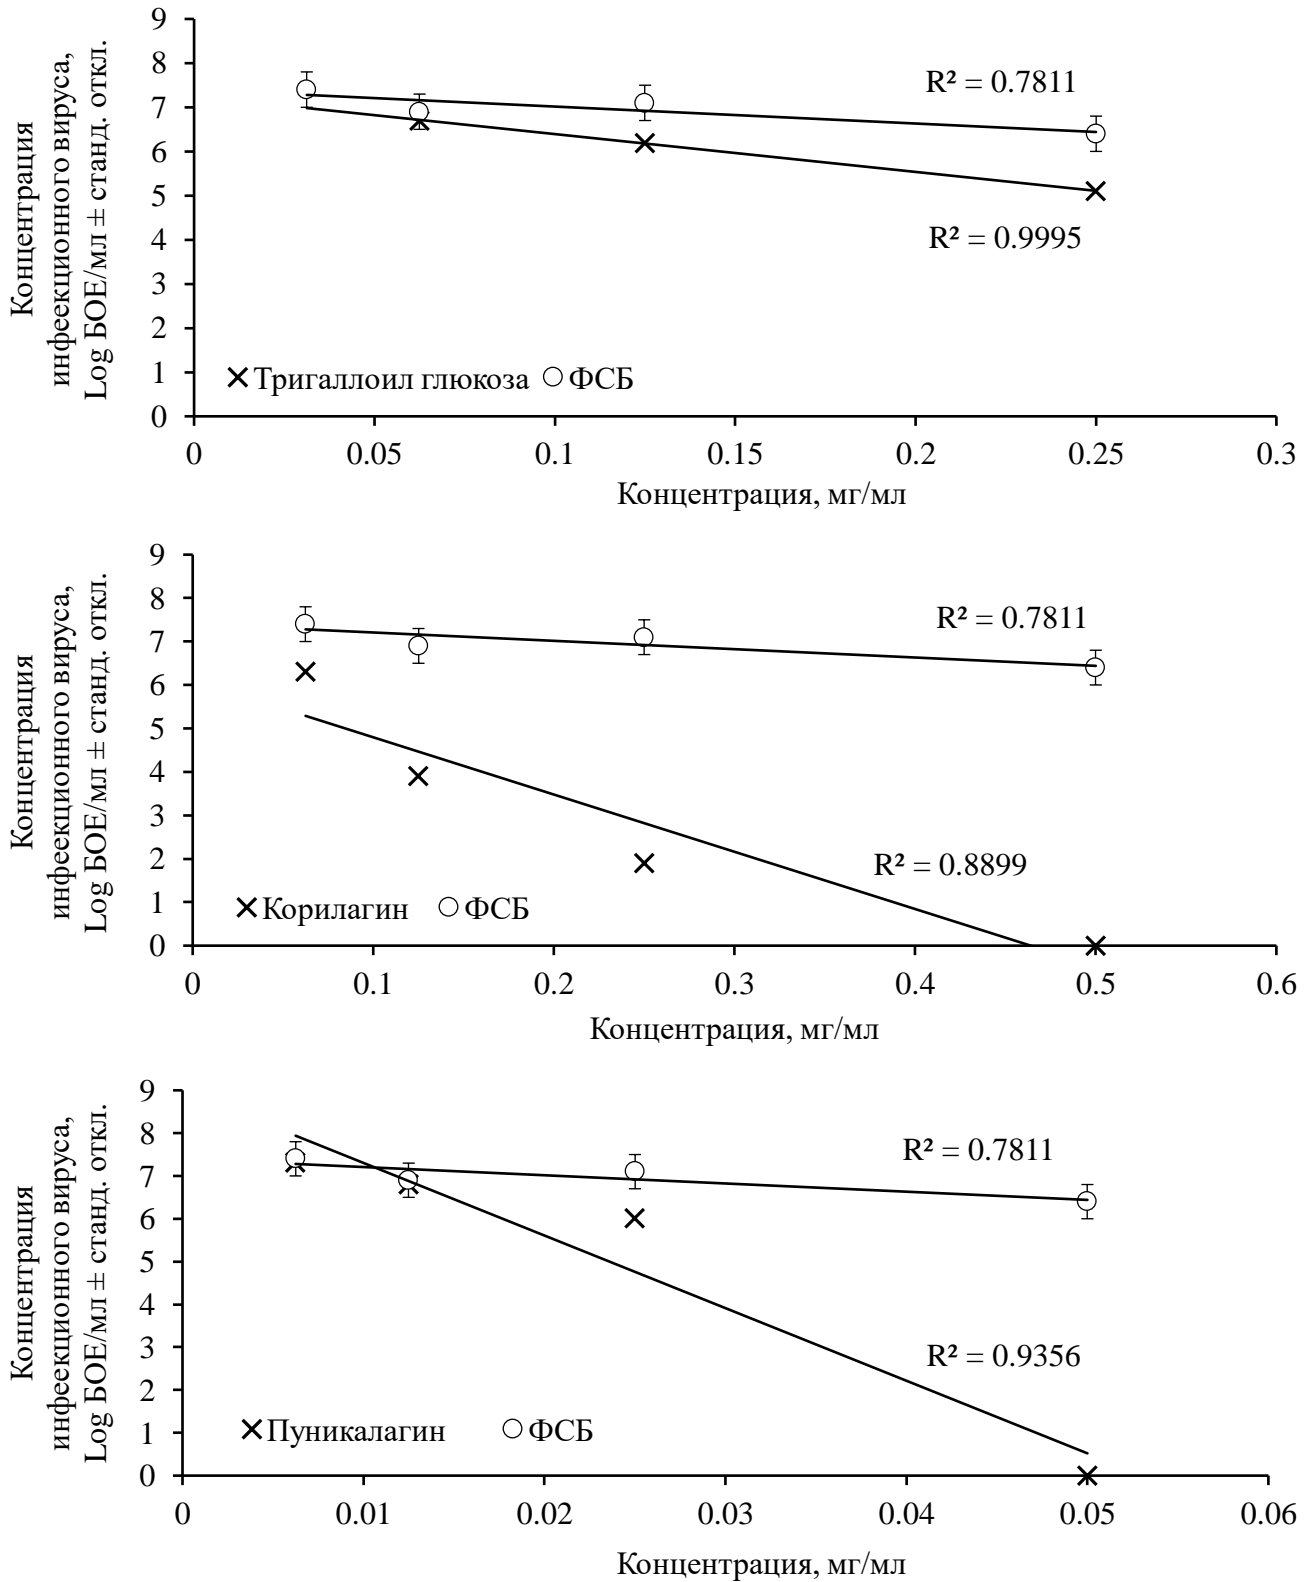 Концентрация
инфекционного вируса,
Log БОЕ/мл ± станд. откл.
9
8
7
6
5
4
3
2
1
0
R² = 0.7811
R² = 0.9995
Тригаллоил глюкоза ФСБ
0 0.05 0.1 0.15 0.2 0.25 0.3
Концентрация, мг/мл
Концентрация
инфекционного вируса,
Log БОЕ/мл ± станд. откл.
9
8
7
6
5
4
3
2
1
0
R² = 0.7811
R² = 0.8899
Корилагин ФСБ
0 0.1 0.2 0.3 0.4 0.5 0.6
Концентрация, мг/мл
Концентрация
инфекционного вируса,
Log БОЕ/мл ± станд. откл.
9
8
7
6
5
4
3
2
1
0
R² = 0.7811
R² = 0.9356
Пуникалагин ФСБ
0 0.01 0.02 0.03 0.04 0.05 0.06
Концентрация, мг/мл